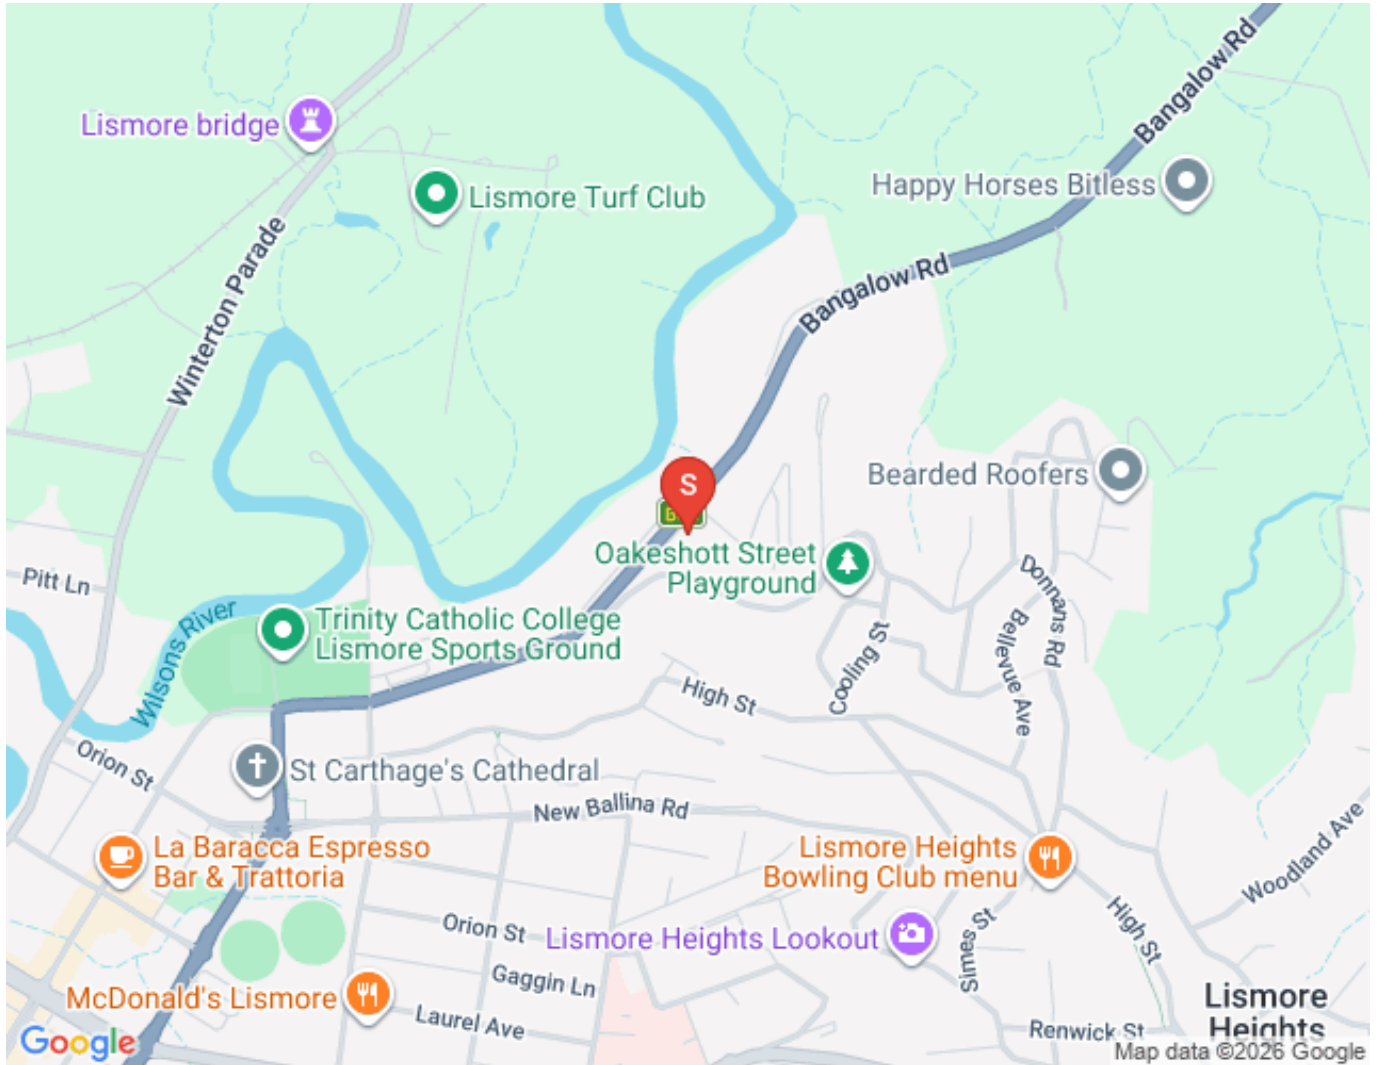 Bangalow Rd
Lismore bridge
Lismore Turf Club
Happy Horses Bitless
Winterton Parade
Bangalow Rd
Bearded Roofers
S
Oakeshott Street
Playground
Pitt Ln
Wilsons River
Trinity Catholic College
Lismore Sports Ground
Donnans Rd
Bellevue Ave
Cooling St
High St
Orion St
St Carthage's Cathedral
New Ballina Rd
La Baracca Espresso
Bar & Trattoria
Lismore Heights
Bowling Club menu
Woodland Ave
High St
Orion St
Lismore Heights Lookout
Simes St
Gaggin Ln
McDonald's Lismore
Laurel Ave
Lismore
Heights
Renwick St
Google
Map data ©2026 Google